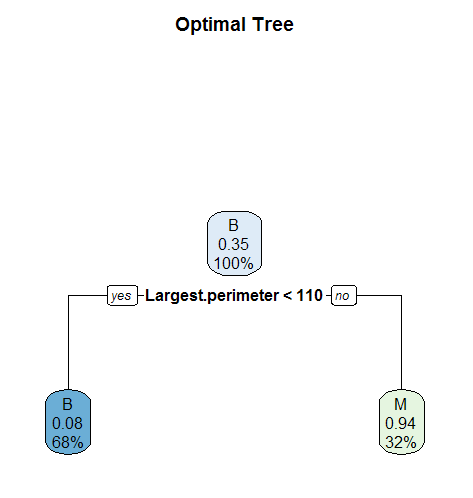 Optimal Tree
B
0.35
100%
yes Largest.perimeter < 110 no
B
0.08
68%
M
0.94
32%